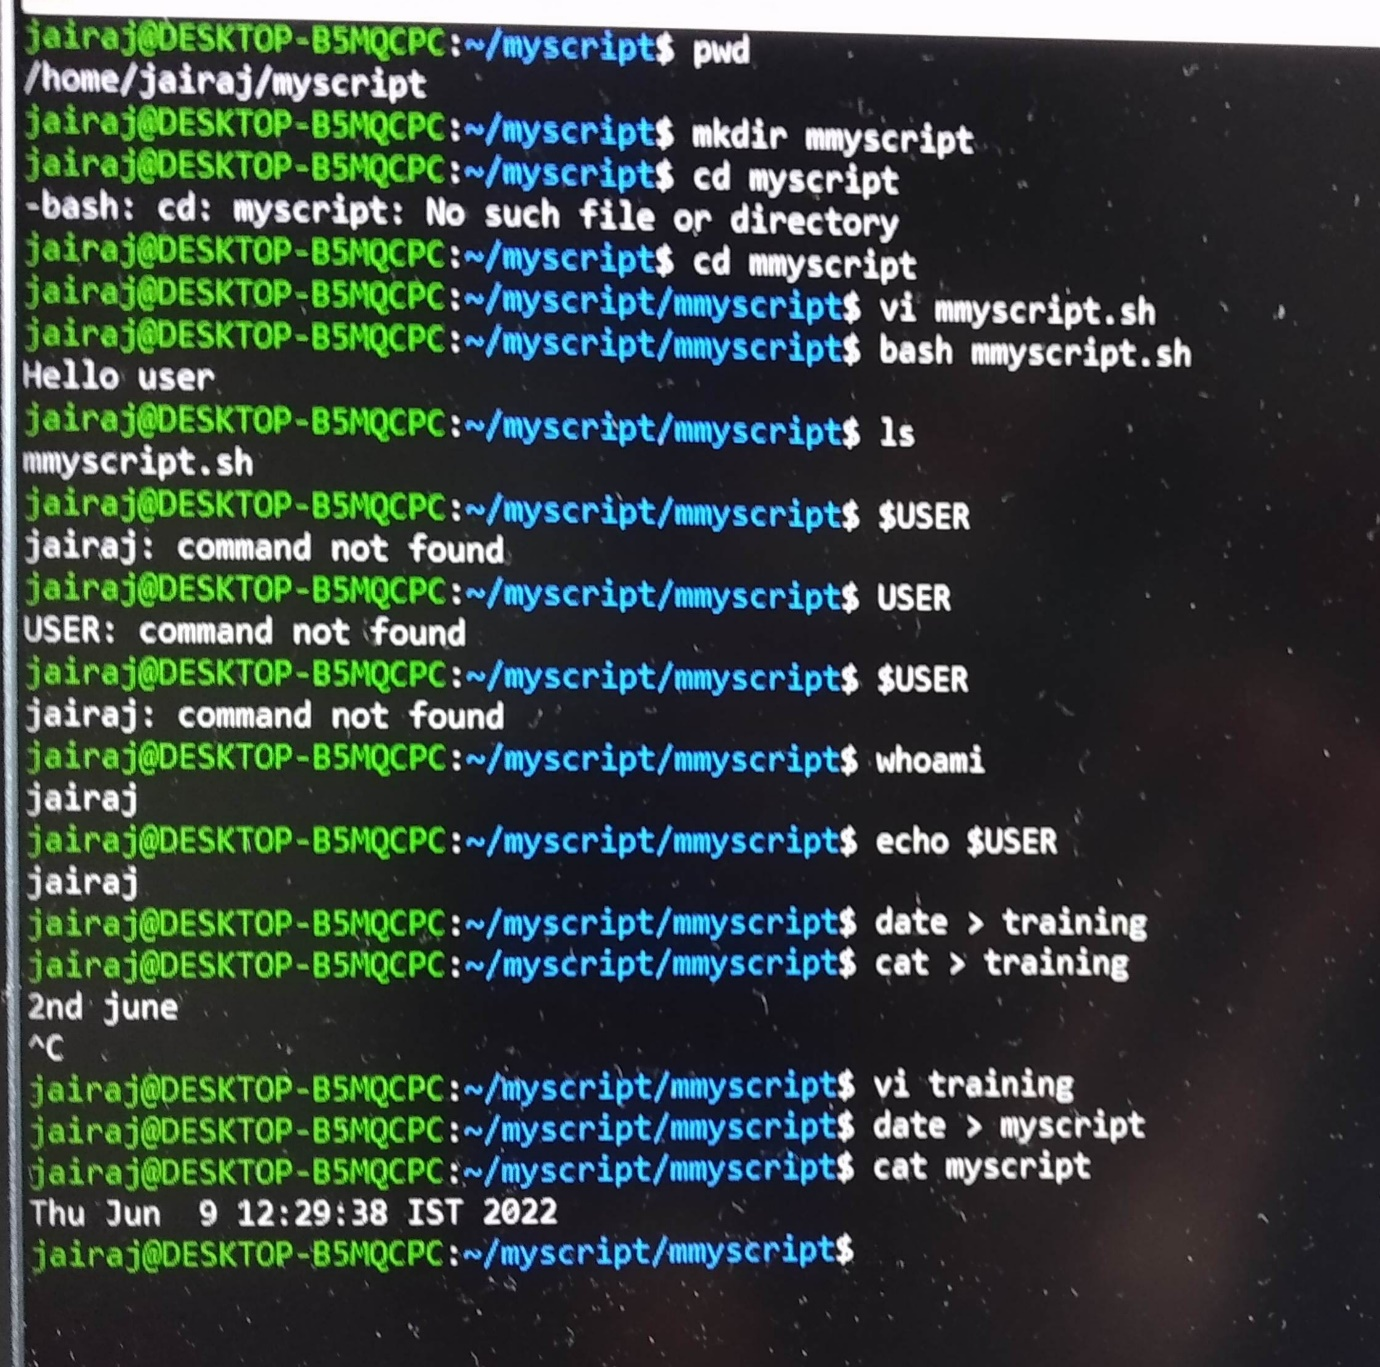 jairaj@DESKTOP-B5MQCPC:~/myscript$ pwd
/home/jairaj/myscript
jairaj@DESKTOP-B5MQCPC:~/myscript$ mkdir mmyscript
jairaj@DESKTOP-B5MQCPC:~/myscript$ cd myscript
-bash: cd: myscript: No such file or directory
jairaj@DESKTOP-B5MQCPC:~/myscript$ cd mmyscript
jairaj@DESKTOP-B5MQCPC:~/myscript/mmyscript$ vi mmyscript.sh
jairaj@DESKTOP-B5MQCPC:~/myscript/mmyscript$ bash mmyscript.sh
Hello user
jairaj@DESKTOP-B5MQCPC:~/myscript/mmyscript$ ls
mmyscript.sh
jairaj@DESKTOP-B5MQCPC:~/myscript/mmyscript$ $USER
jairaj: command not found
jairaj@DESKTOP-B5MQCPC:~/myscript/mmyscript$ USER
USER: command not found
jairaj@DESKTOP-B5MQCPC:~/myscript/mmyscript$ $USER
jairaj: command not found
jairaj@DESKTOP-B5MQCPC:~/myscript/mmyscript$ whoami
jairaj
jairaj@DESKTOP-B5MQCPC:~/myscript/mmyscript$ echo $USER
jairaj
jairaj@DESKTOP-B5MQCPC:~/myscript/mmyscript$ date > training
jairaj@DESKTOP-B5MQCPC:~/myscript/mmyscript$ cat > training
2nd june
^C
jairaj@DESKTOP-B5MQCPC:~/myscript/mmyscript$ vi training
jairaj@DESKTOP-B5MQCPC:~/myscript/mmyscript$ date > myscript
jairaj@DESKTOP-B5MQCPC:~/myscript/mmyscript$ cat myscript
Thu Jun  9 12:29:38 IST 2022
jairaj@DESKTOP-B5MQCPC:~/myscript/mmyscript$